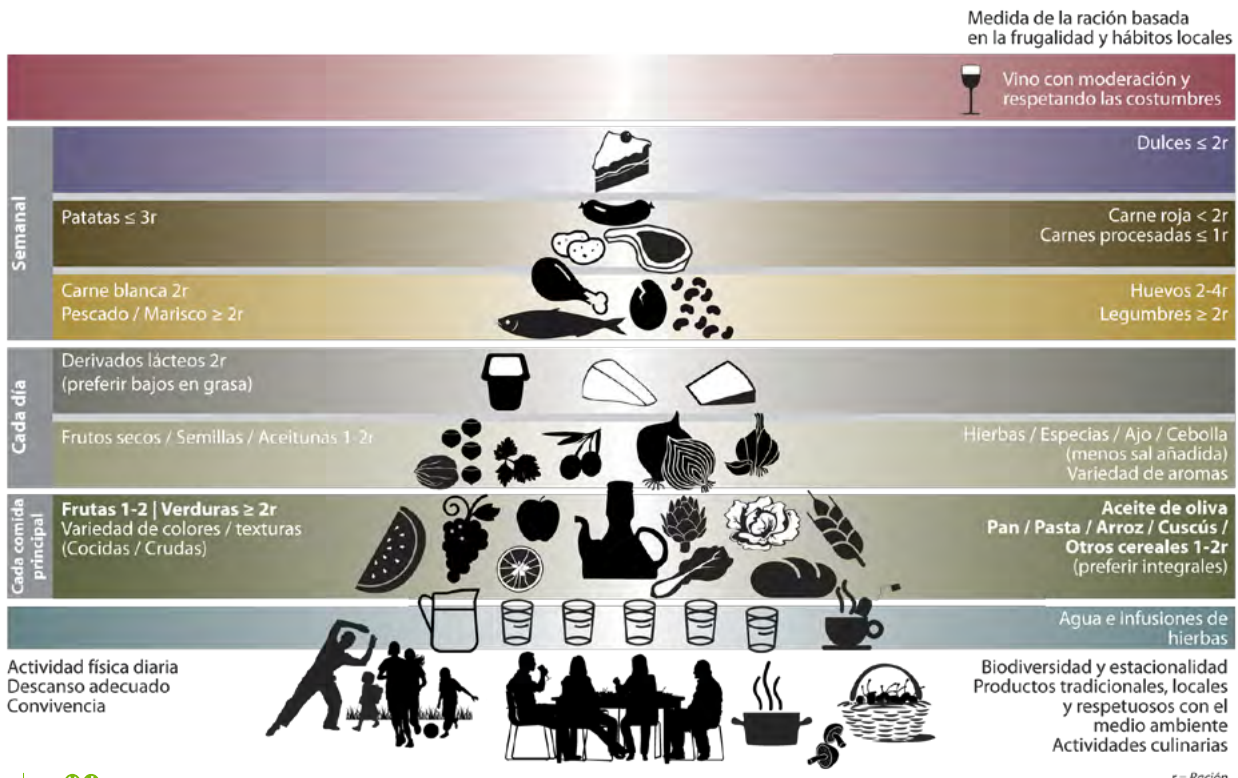 Medida de la ración basada
en la frugalidad y hábitos locales
Vino con moderación y
respetando las costumbres
Semanal
Dulces ≤ 2r
Patatas ≤ 3r
Carne roja < 2r
Carnes procesadas ≤ 1r
Carne blanca 2r
Pescado / Marisco ≥ 2r
Huevos 2-4r
Legumbres ≥ 2r
Cada día
Derivados lácteos 2r
(preferir bajos en grasa)
Frutos secos / Semillas / Aceitunas 1-2r
Hierbas / Especias / Ajo / Cebolla
(menos sal añadida)
Variedad de aromas
Cada comida
principal
Frutas 1-2 | Verduras ≥ 2r
Variedad de colores / texturas
(Cocidas / Crudas)
Aceite de oliva
Pan / Pasta / Arroz / Cuscús /
Otros cereales 1-2r
(preferir integrales)
Agua e infusiones de
hierbas
Actividad física diaria
Descanso adecuado
Convivencia
Biodiversidad y estacionalidad
Productos tradicionales, locales
y respetuosos con el
medio ambiente
Actividades culinarias
r = Ración